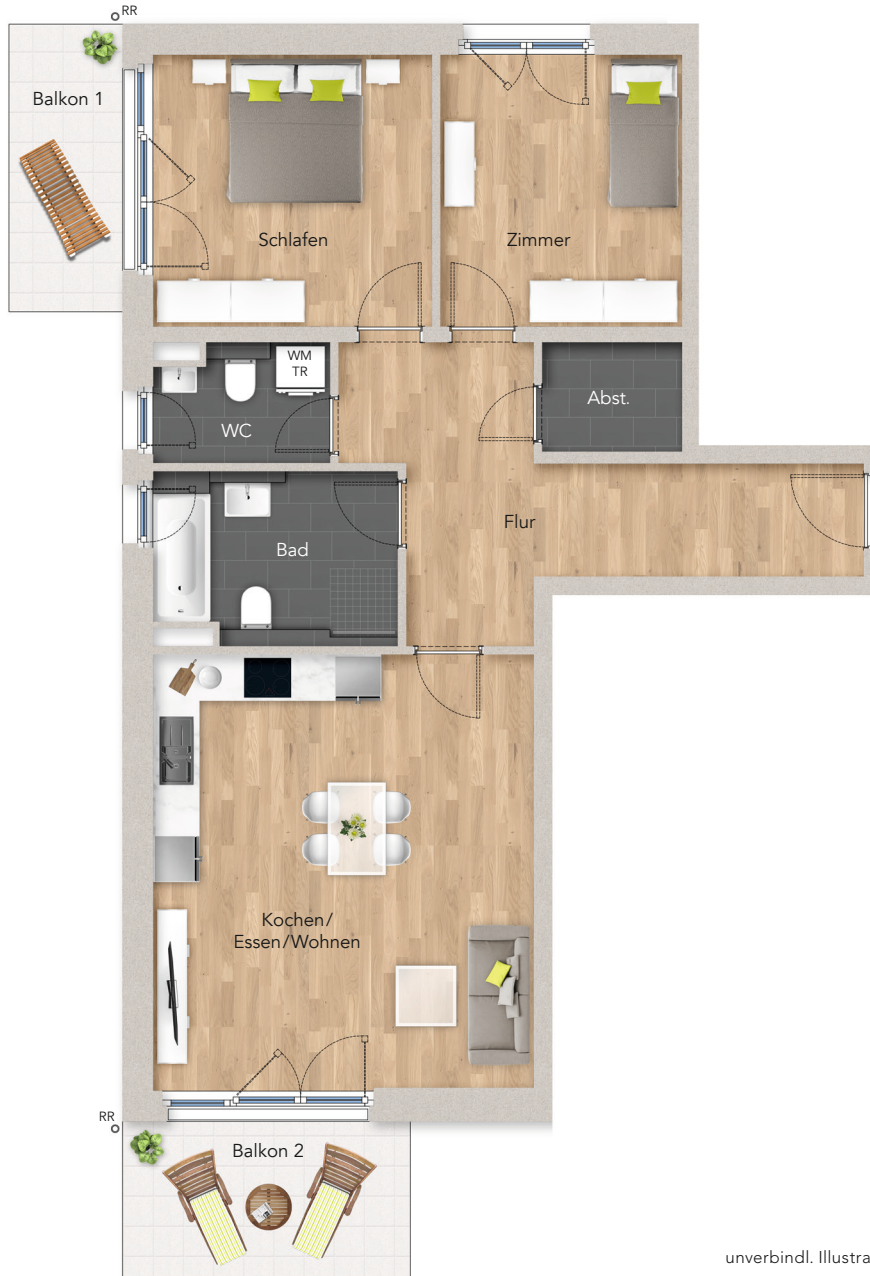 RR
Balkon 1
Schlafen
Zimmer
WM
TR
WC
Abst.
Flur
Bad
Kochen/
Essen/Wohnen
RR
Balkon 2
unverbindl. Illustra